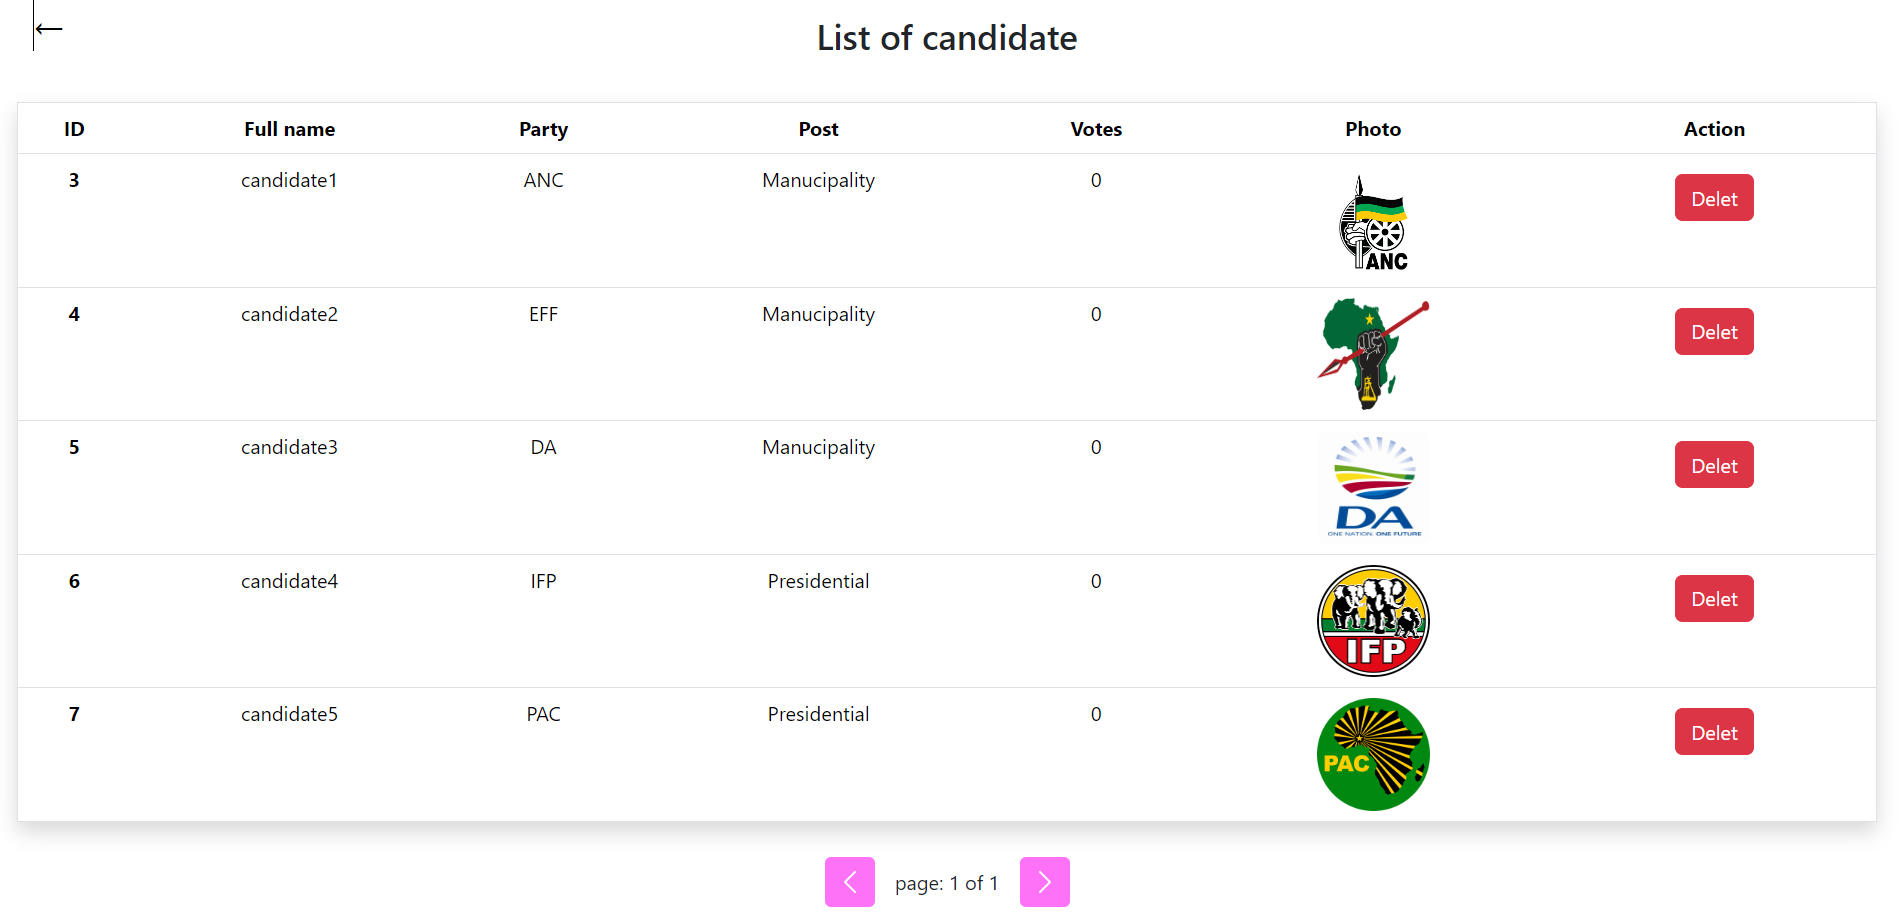 List of candidate
ID Full name Party Post Votes Photo Action
3 candidate1 ANC Manucipality 0 ANC Delet
4 candidate2 EFF Manucipality 0 Delet
5 candidate3 DA Manucipality 0 DA ONE NATION. ONE FUTURE Delet
6 candidate4 IFP Presidential 0 IFP Delet
7 candidate5 PAC Presidential 0 PAC Delet
page: 1 of 1